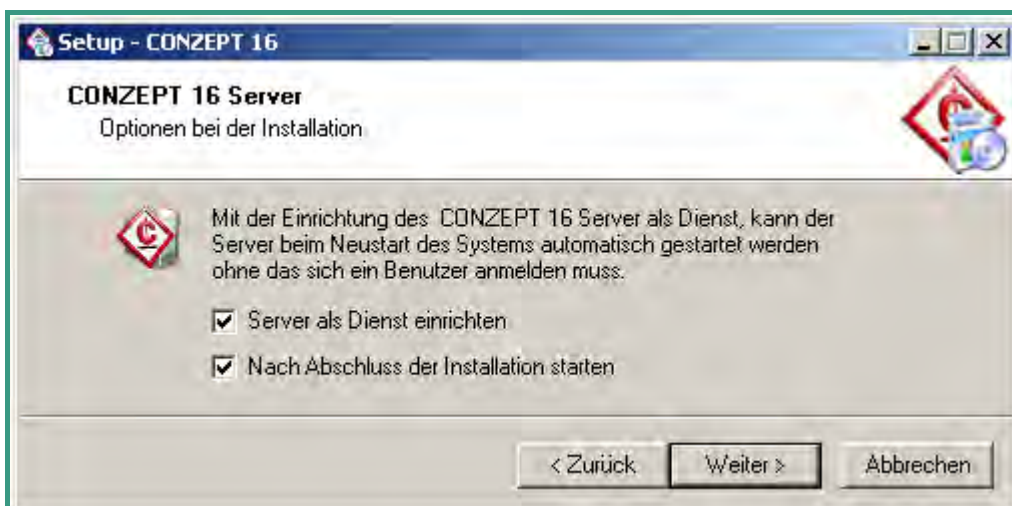 Setup - CONZEPT 16
CONZEPT 16 Server
Optionen bei der Installation
Mit der Einrichtung des CONZEPT 16 Server als Dienst, kann der
Server beim Neustart des Systems automatisch gestartet werden
ohne das sich ein Benutzer anmelden muss.
Server als Dienst einrichten
Nach Abschluss der Installation starten
< Zurück
Weiter >
Abbrechen